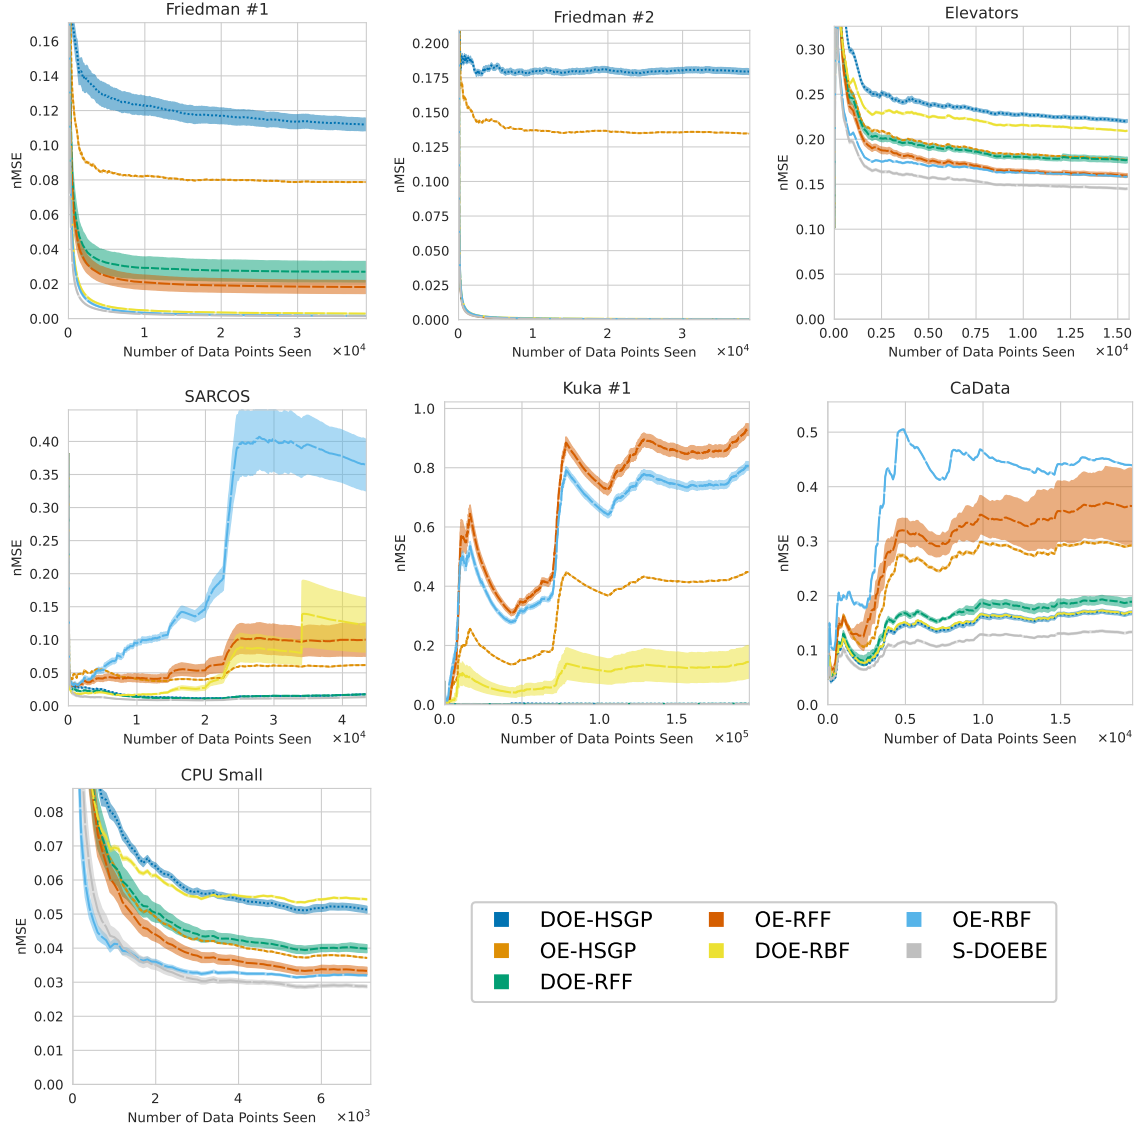 Friedman #1
nMSE
0.16
0.14
0.12
0.10
0.08
0.06
0.04
0.02
0.00
0 1 2 3
Number of Data Points Seen ×10⁴
Friedman #2
nMSE
0.200
0.175
0.150
0.125
0.100
0.075
0.050
0.025
0.000
0 1 2 3
Number of Data Points Seen ×10⁴
Elevators
nMSE
0.30
0.25
0.20
0.15
0.10
0.05
0.00
0.00 0.25 0.50 0.75 1.00 1.25 1.50
Number of Data Points Seen ×10⁴
SARCOS
nMSE
0.40
0.35
0.30
0.25
0.20
0.15
0.10
0.05
0.00
0 1 2 3 4
Number of Data Points Seen ×10⁴
Kuka #1
nMSE
1.0
0.8
0.6
0.4
0.2
0.0
0.0 0.5 1.0 1.5
Number of Data Points Seen ×10⁵
CaData
nMSE
0.5
0.4
0.3
0.2
0.1
0.0
0.0 0.5 1.0 1.5
Number of Data Points Seen ×10⁴
CPU Small
nMSE
0.08
0.07
0.06
0.05
0.04
0.03
0.02
0.01
0.00
0 2 4 6
Number of Data Points Seen ×10³
DOE-HSGP OE-RFF OE-RBF
OE-HSGP DOE-RBF S-DOEBE
DOE-RFF